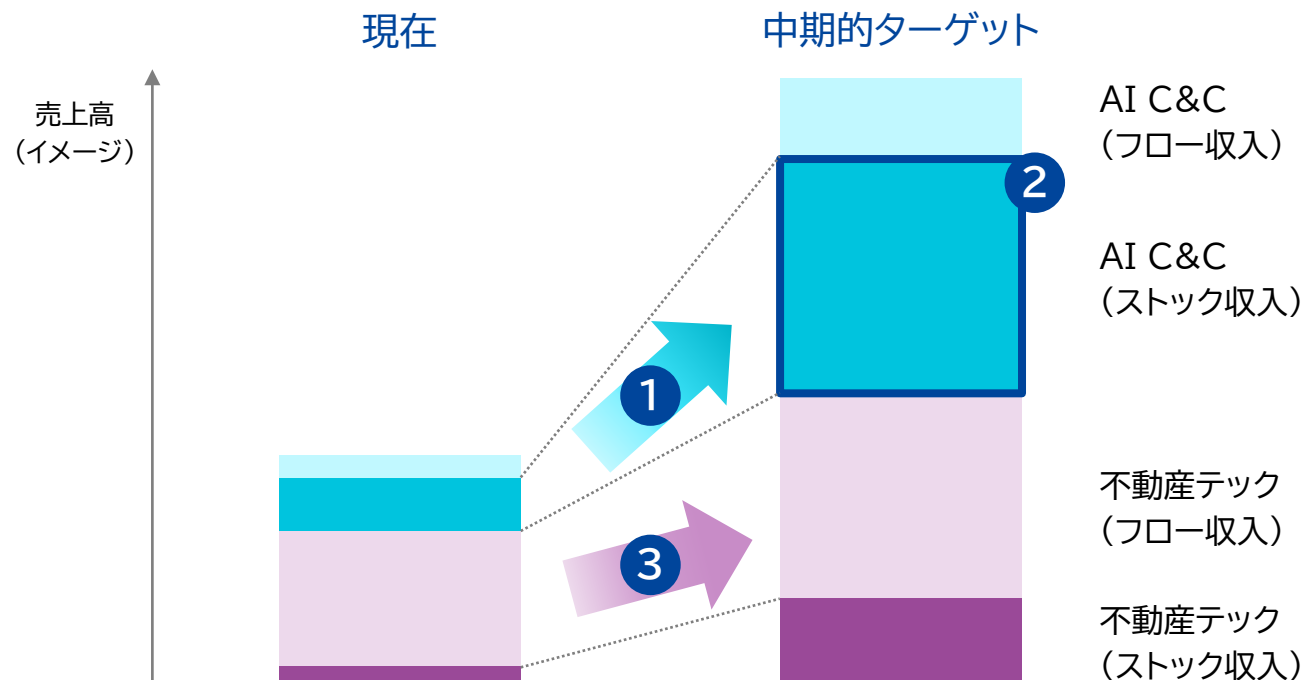 現在
中期的ターゲット
売上高
(イメージ)
AI C&C
(フロー収入)
2
AI C&C
(ストック収入)
1
不動産テック
(フロー収入)
3
不動産テック
(ストック収入)